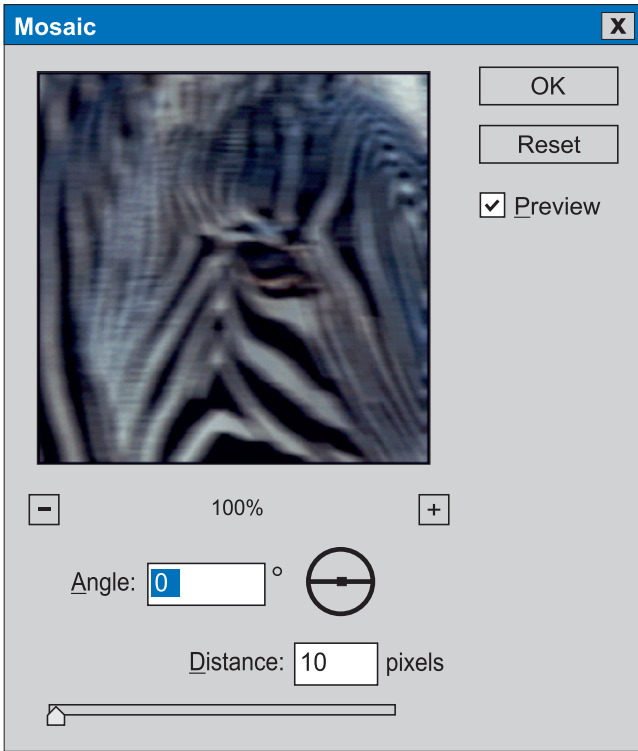 Mosaic X
OK
Reset
Preview
- 100% +
Angle: 0 °
Distance: 10 pixels